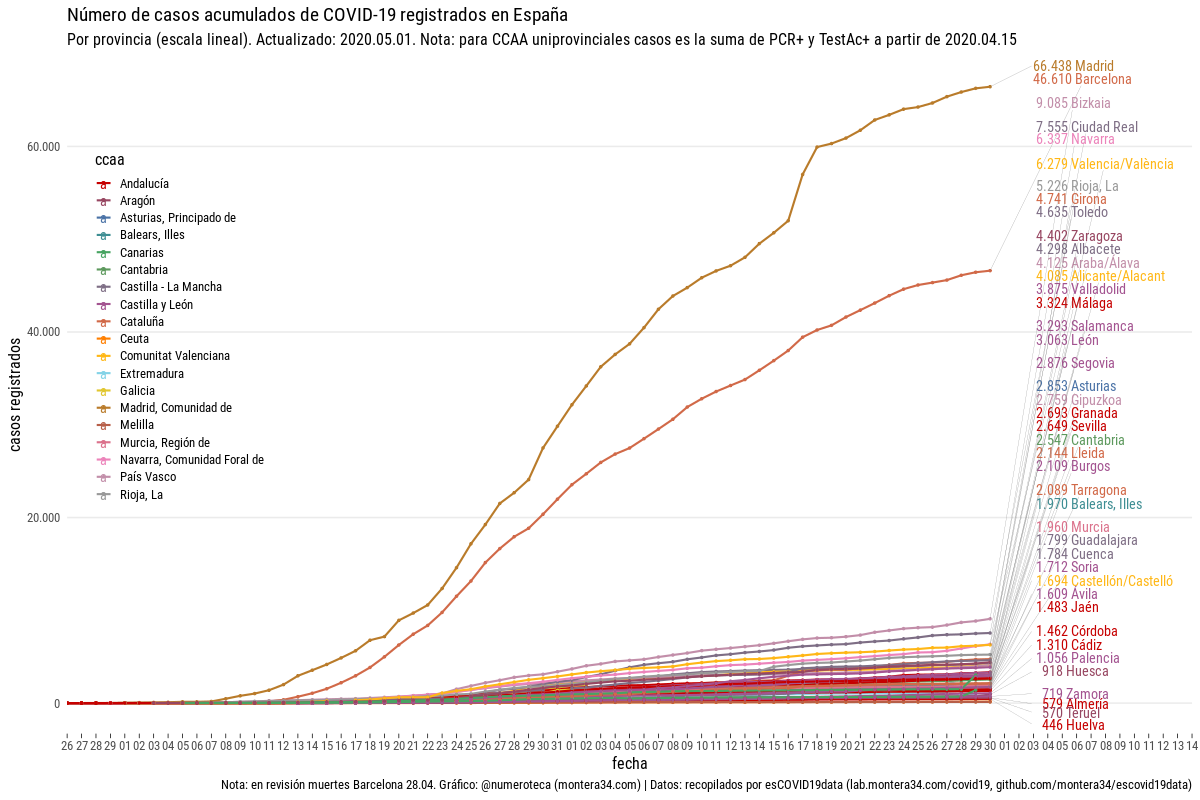 Número de casos acumulados de COVID-19 registrados en España
Por provincia (escala lineal). Actualizado: 2020.05.01. Nota: para CCAA uniprovinciales casos es la suma de PCR+ y TestAc+ a partir de 2020.04.15
casos registrados
60.000
40.000
20.000
0
ccaa
Andalucía
Aragón
Asturias, Principado de
Balears, Illes
Canarias
Cantabria
Castilla - La Mancha
Castilla y León
Cataluña
Ceuta
Comunitat Valenciana
Extremadura
Galicia
Madrid, Comunidad de
Melilla
Murcia, Región de
Navarra, Comunidad Foral de
País Vasco
Rioja, La
66.438 Madrid
46.610 Barcelona
9.085 Bizkaia
7.555 Ciudad Real
6.337 Navarra
6.279 Valencia/València
5.226 Rioja, La
4.741 Girona
4.635 Toledo
4.402 Zaragoza
4.298 Albacete
4.125 Araba/Álava
4.085 Alicante/Alacant
3.875 Valladolid
3.324 Málaga
3.293 Salamanca
3.063 León
2.876 Segovia
2.853 Asturias
2.759 Gipuzkoa
2.693 Granada
2.649 Sevilla
2.547 Cantabria
2.144 Lleida
2.109 Burgos
2.089 Tarragona
1.970 Balears, Illes
1.960 Murcia
1.799 Guadalajara
1.784 Cuenca
1.712 Soria
1.694 Castellón/Castelló
1.609 Ávila
1.483 Jaén
1.462 Córdoba
1.310 Cádiz
1.056 Palencia
918 Huesca
719 Zamora
579 Almería
570 Teruel
446 Huelva
26 27 28 29 01 02 03 04 05 06 07 08 09 10 11 12 13 14 15 16 17 18 19 20 21 22 23 24 25 26 27 28 29 30 31 01 02 03 04 05 06 07 08 09 10 11 12 13 14 15 16 17 18 19 20 21 22 23 24 25 26 27 28 29 30 01 02 03 04 05 06 07 08 09 10 11 12 13 14
fecha
Nota: en revisión muertes Barcelona 28.04. Gráfico: @numeroteca (montera34.com) | Datos: recopilados por esCOVID19data (lab.montera34.com/covid19, github.com/montera34/escovid19data)